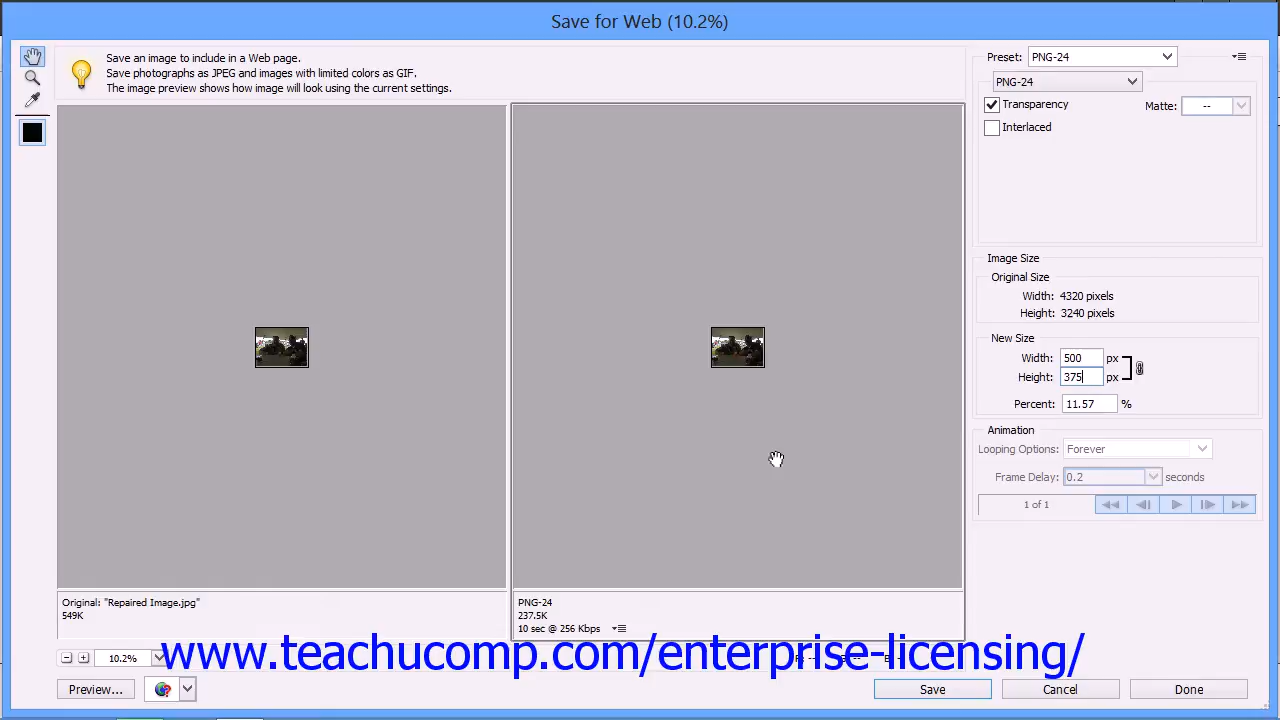 Save for Web (10.2%)
Save an image to include in a Web page.
Save photographs as JPEG and images with limited colors as GIF.
The image preview shows how image will look using the current settings.
Preset: PNG-24
PNG-24
Transparency
Matte: --
Interlaced
Image Size
Original Size
Width: 4320 pixels
Height: 3240 pixels
New Size
Width: 500 px
Height: 375 px
Percent: 11.57 %
Animation
Looping Options: Forever
Frame Delay: 0.2 seconds
1 of 1
Original: "Repaired Image.jpg"
549K
PNG-24
237.5K
10 sec @ 256 Kbps
10.2%
www.teachucomp.com/enterprise-licensing/
Preview...
Save
Cancel
Done